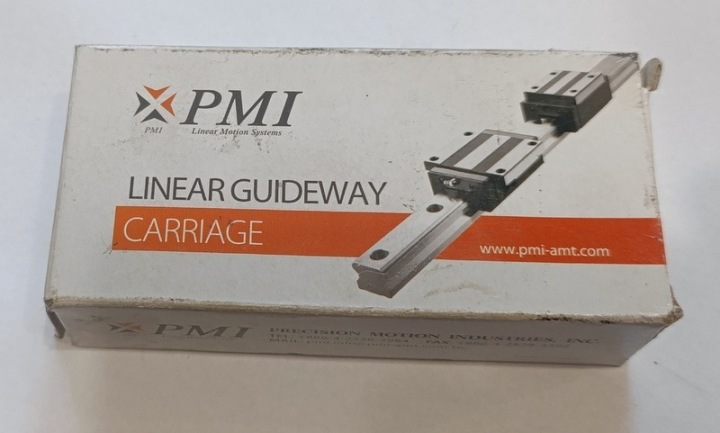 PMI
PMI
Linear Motion Systems
LINEAR GUIDEWAY
CARRIAGE
www.pmi-amt.com
PMI
PRECISION MOTION INDUSTRIES, INC.